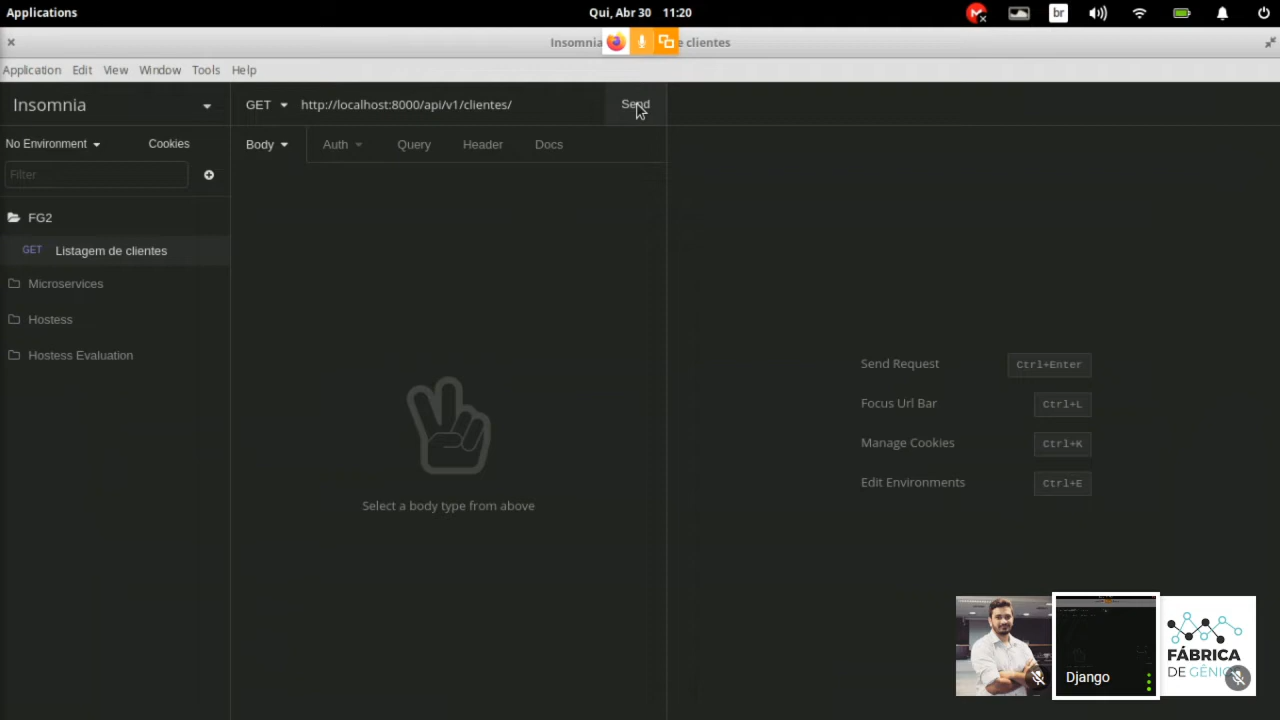 Applications
Qui, Abr 30 11:20
br
Insomnia
e clientes
Application Edit View Window Tools Help
Insomnia
GET http://localhost:8000/api/v1/clientes/ Send
No Environment Cookies
Body Auth Query Header Docs
Filter
FG2
GET Listagem de clientes
Microservices
Hostess
Hostess Evaluation
Select a body type from above
Send Request Ctrl+Enter
Focus Url Bar Ctrl+L
Manage Cookies Ctrl+K
Edit Environments Ctrl+E
Django
FÁBRICA
DE GÊNIO